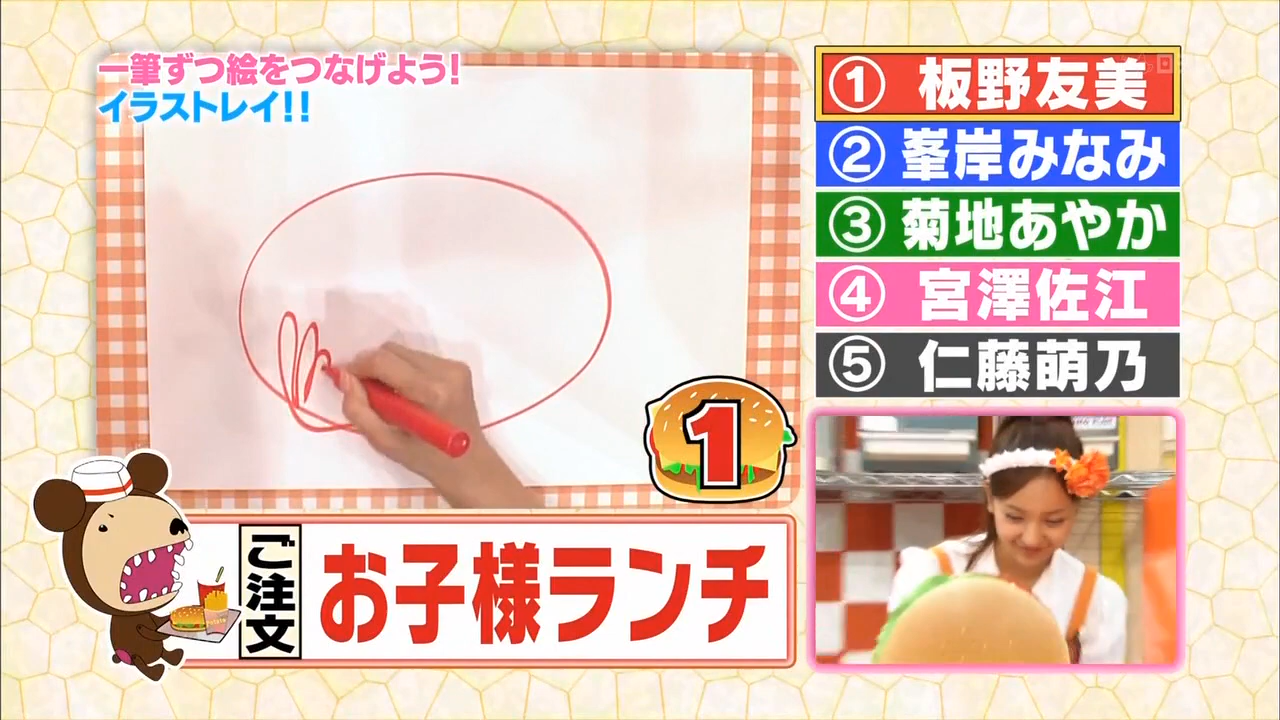 一筆ずつ絵をつなげよう!
イラストレイ!!
① 板野友美
② 峯岸みなみ
③ 菊地あやか
④ 宮澤佐江
⑤ 仁藤萌乃
1
ご注文
お子様ランチ